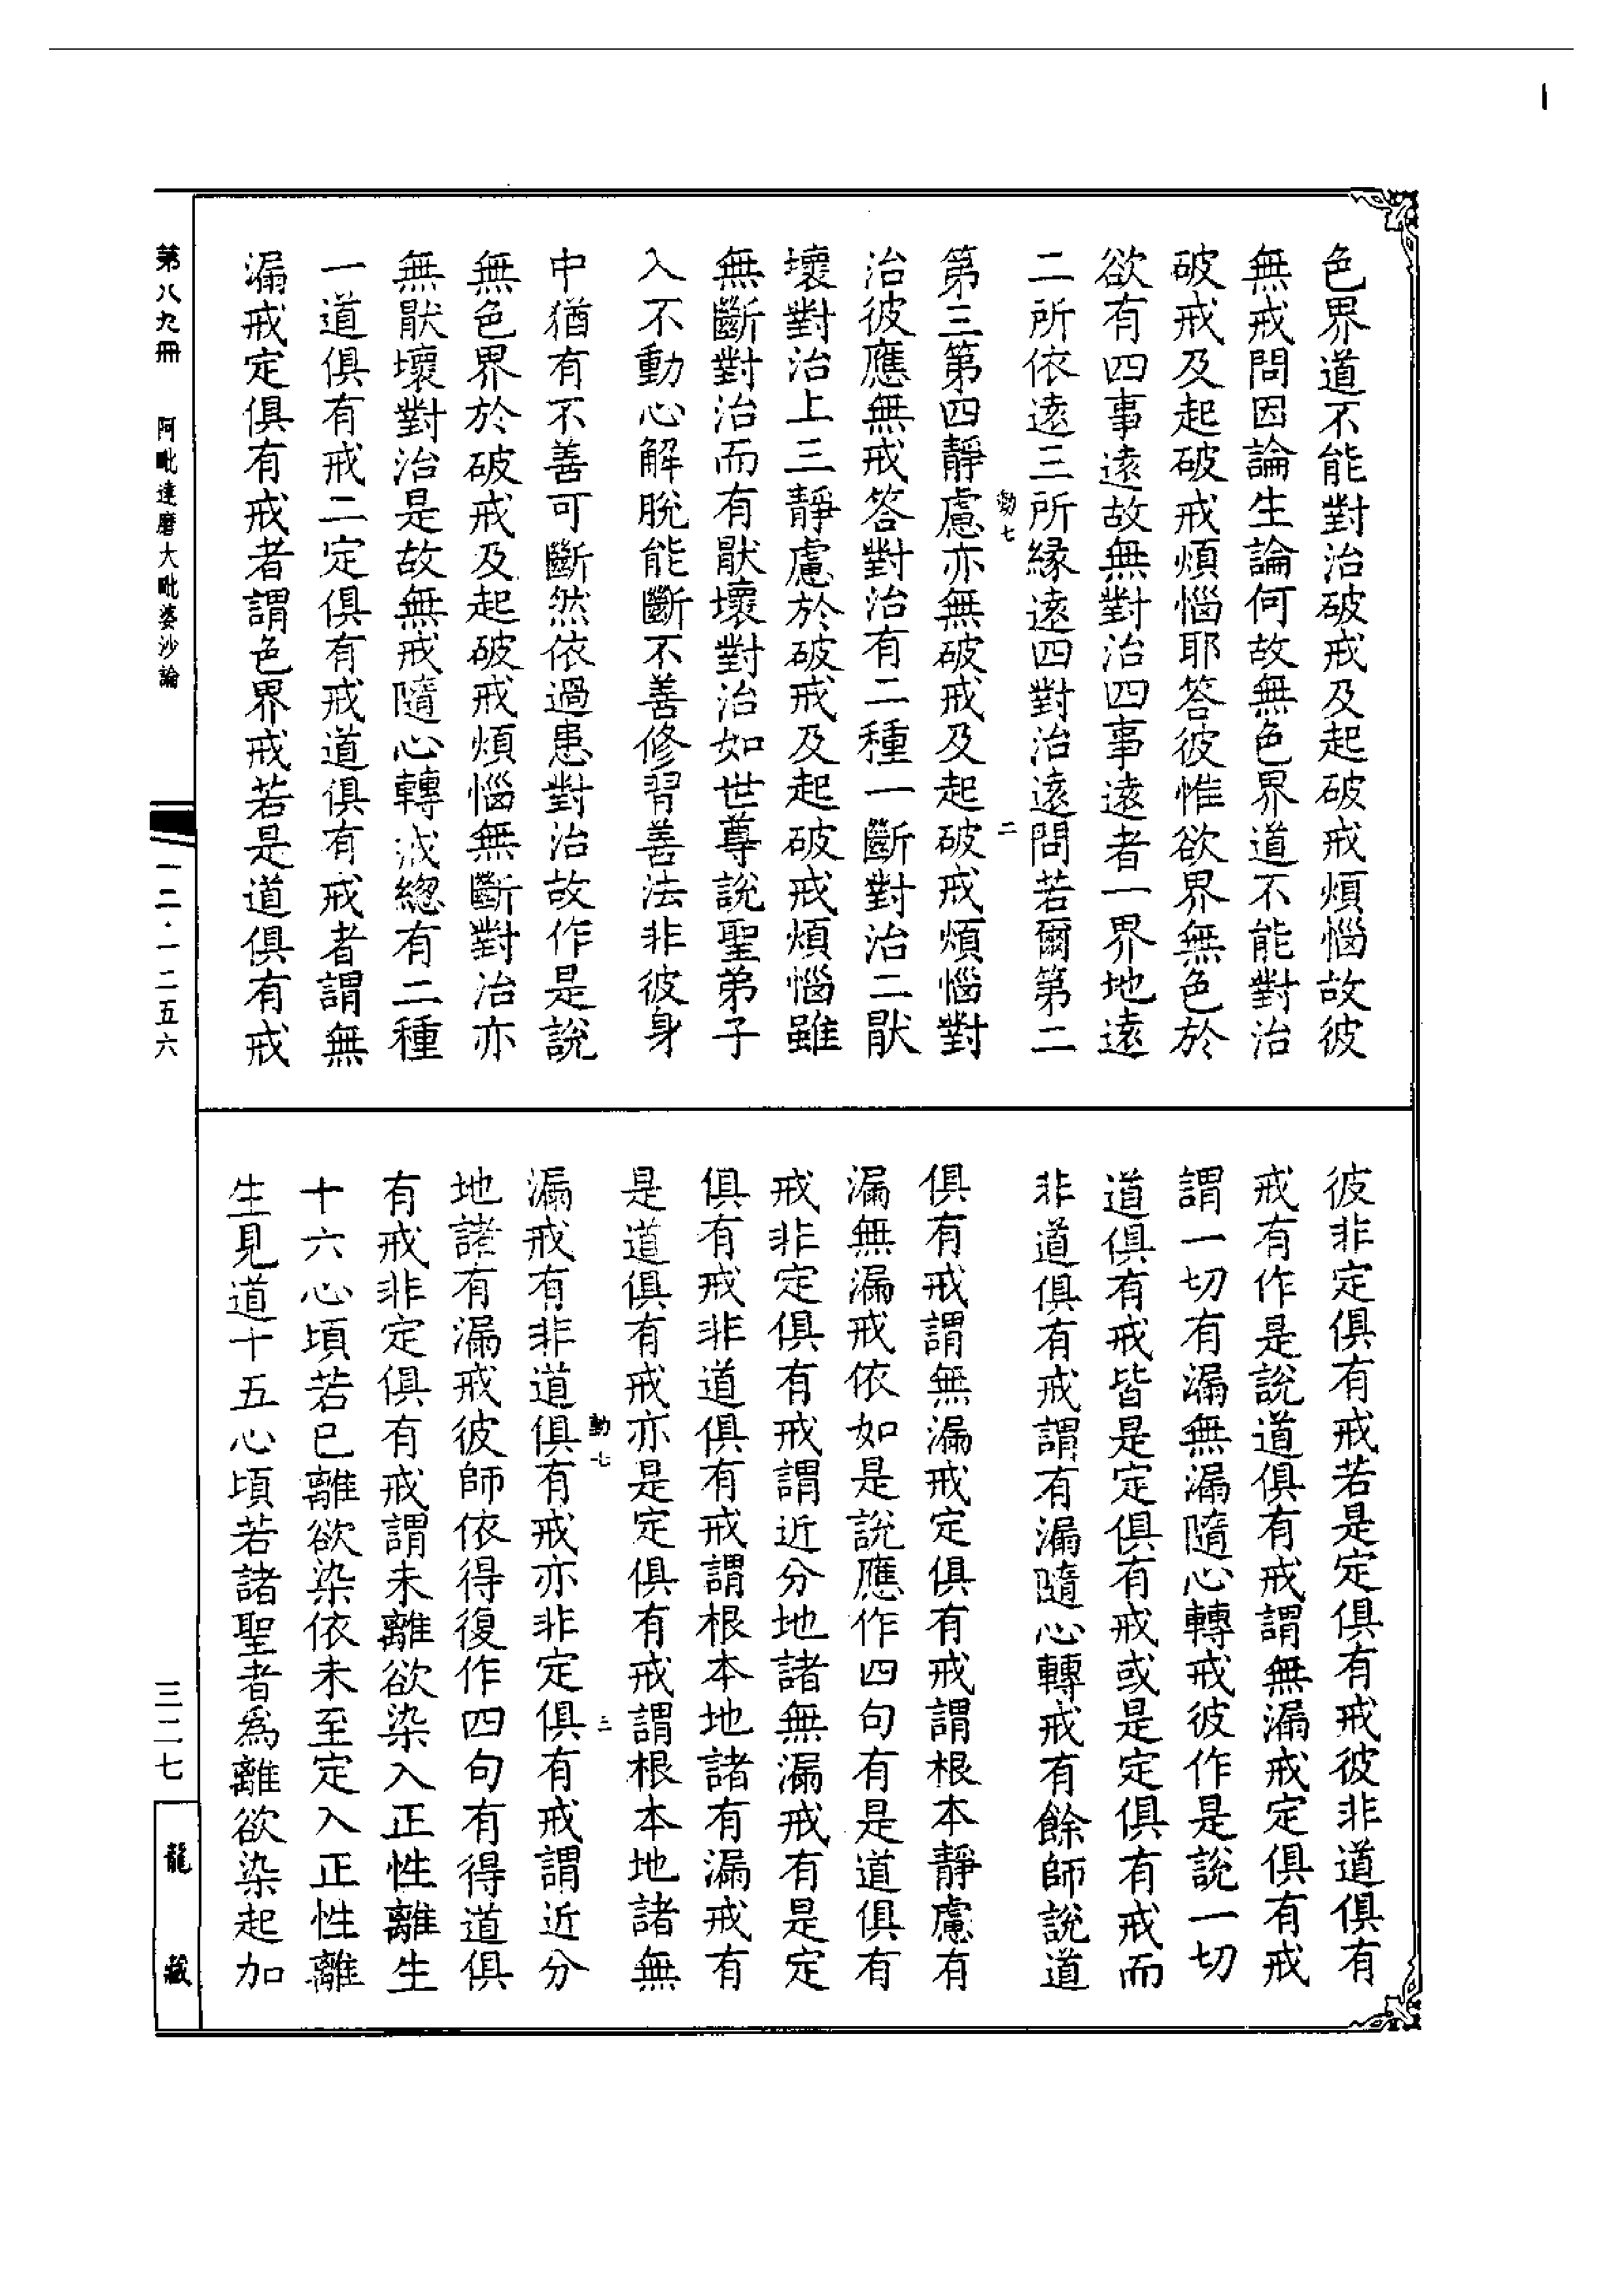 色界道不能對治破戒及起破戒煩惱故彼
無戒問因論生論何故無色界道不能對治
破戒及起破戒煩惱耶答彼惟欲界無色於
欲有四事遠故無對治四事遠者一界地遠
二所依遠三所緣遠四對治遠問若爾第二
動七 二
第三第四靜慮亦無破戒及起破戒煩惱對
治彼應無戒答對治有二種一斷對治二猒
壞對治上三靜慮於破戒及起破戒煩惱雖
無斷對治而有猒壞對治如世尊說聖弟子
入不動心解脫能斷不善修習善法非彼身
中猶有不善可斷然依過患對治故作是說
無色界於破戒及起破戒煩惱無斷對治亦
無猒壞對治是故無戒隨心轉戒總有二種
一道俱有戒二定俱有戒道俱有戒者謂無
漏戒定俱有戒者謂色界戒若是道俱有戒
彼非定俱有戒若是定俱有戒彼非道俱有
戒有作是說道俱有戒謂無漏戒定俱有戒
謂一切有漏無漏隨心轉戒彼作是說一切
道俱有戒皆是定俱有戒或是定俱有戒而
非道俱有戒謂有漏隨心轉戒有餘師說道
俱有戒謂無漏戒定俱有戒謂根本靜慮有
漏無漏戒依如是說應作四句有是道俱有
戒非定俱有戒謂近分地諸無漏戒有是定
俱有戒非道俱有戒謂根本地諸有漏戒有
是道俱有戒亦是定俱有戒謂根本地諸無
動七 三
漏戒有非道俱有戒亦非定俱有戒謂近分
地諸有漏戒彼師依得復作四句有得道俱
有戒非定俱有戒謂未離欲染入正性離生
十六心頃若已離欲染依未至定入正性離
生見道十五心頃若諸聖者為離欲染起加
第八九冊 阿毗達磨大毗婆沙論
一二·一二五六
三二七
龍藏